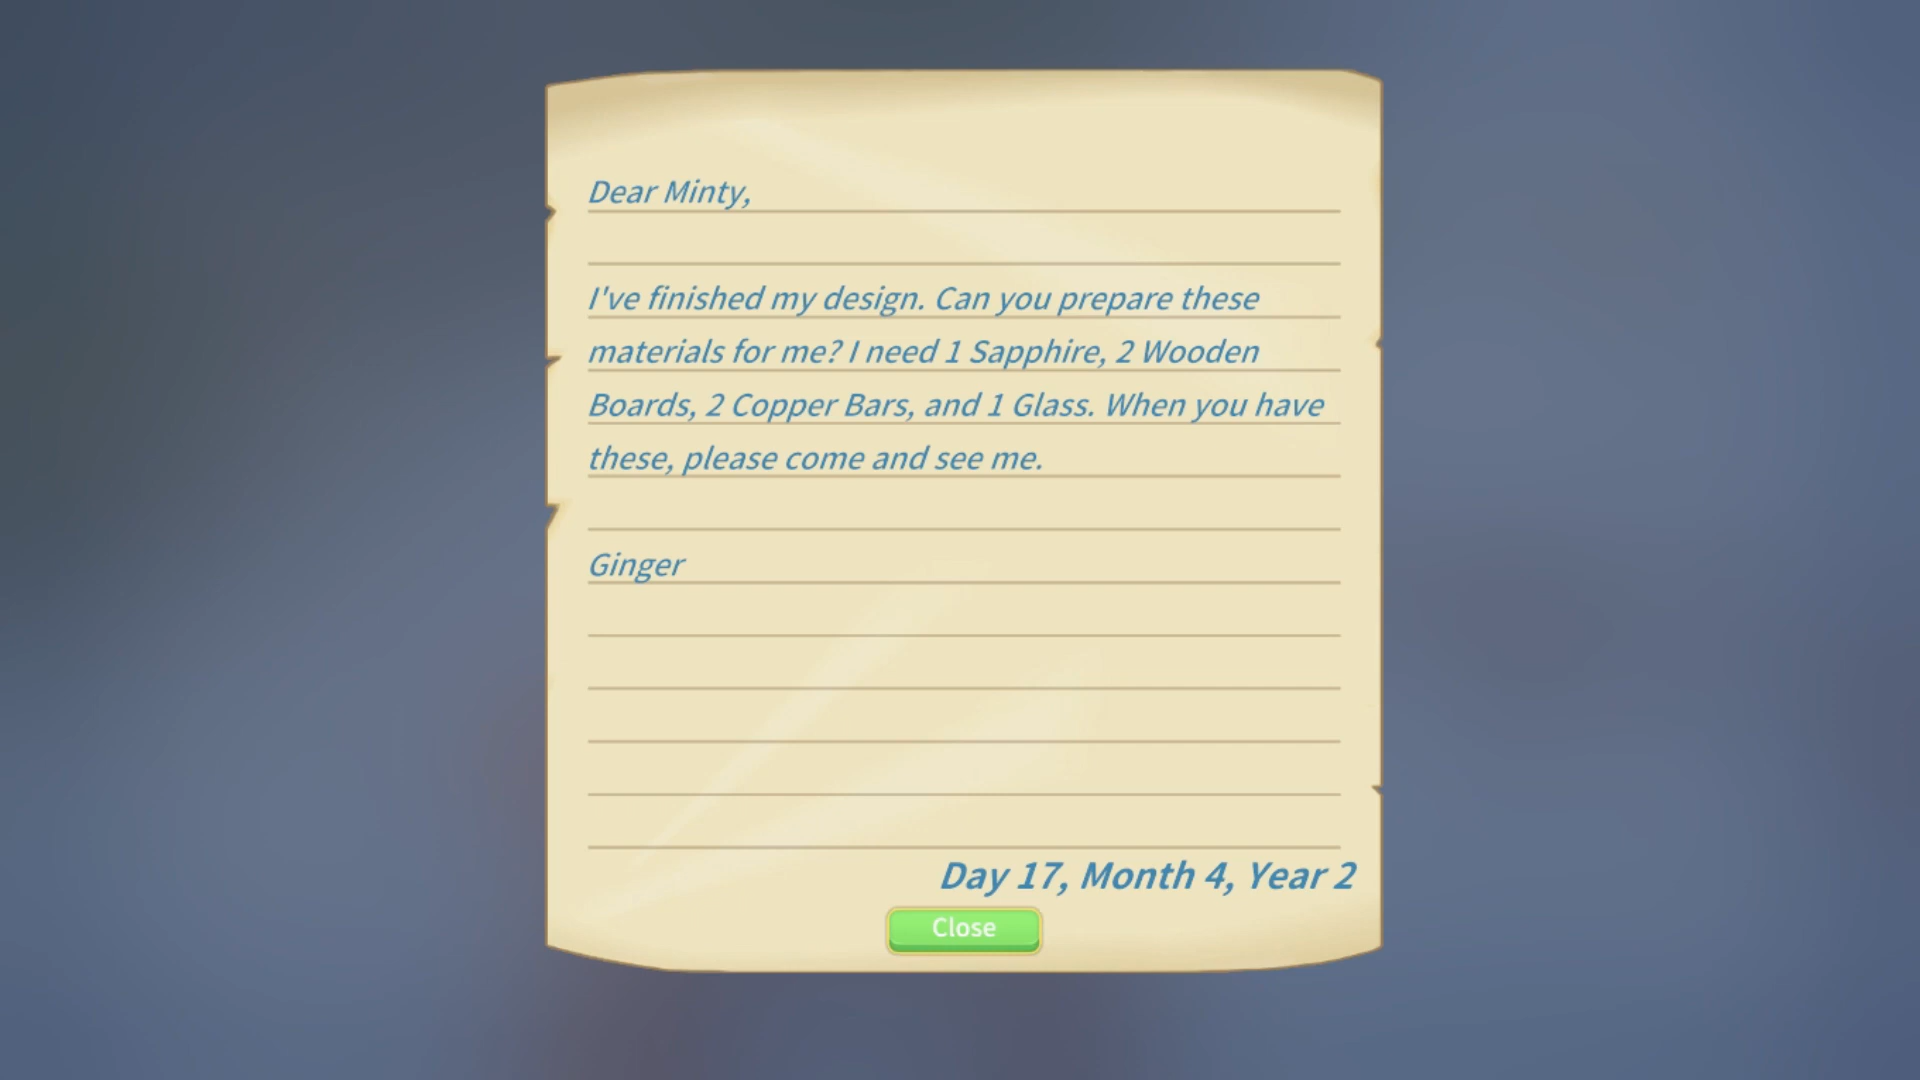 Dear Minty,
I've finished my design. Can you prepare these
materials for me? I need 1 Sapphire, 2 Wooden
Boards, 2 Copper Bars, and 1 Glass. When you have
these, please come and see me.
Ginger
Day 17, Month 4, Year 2
Close